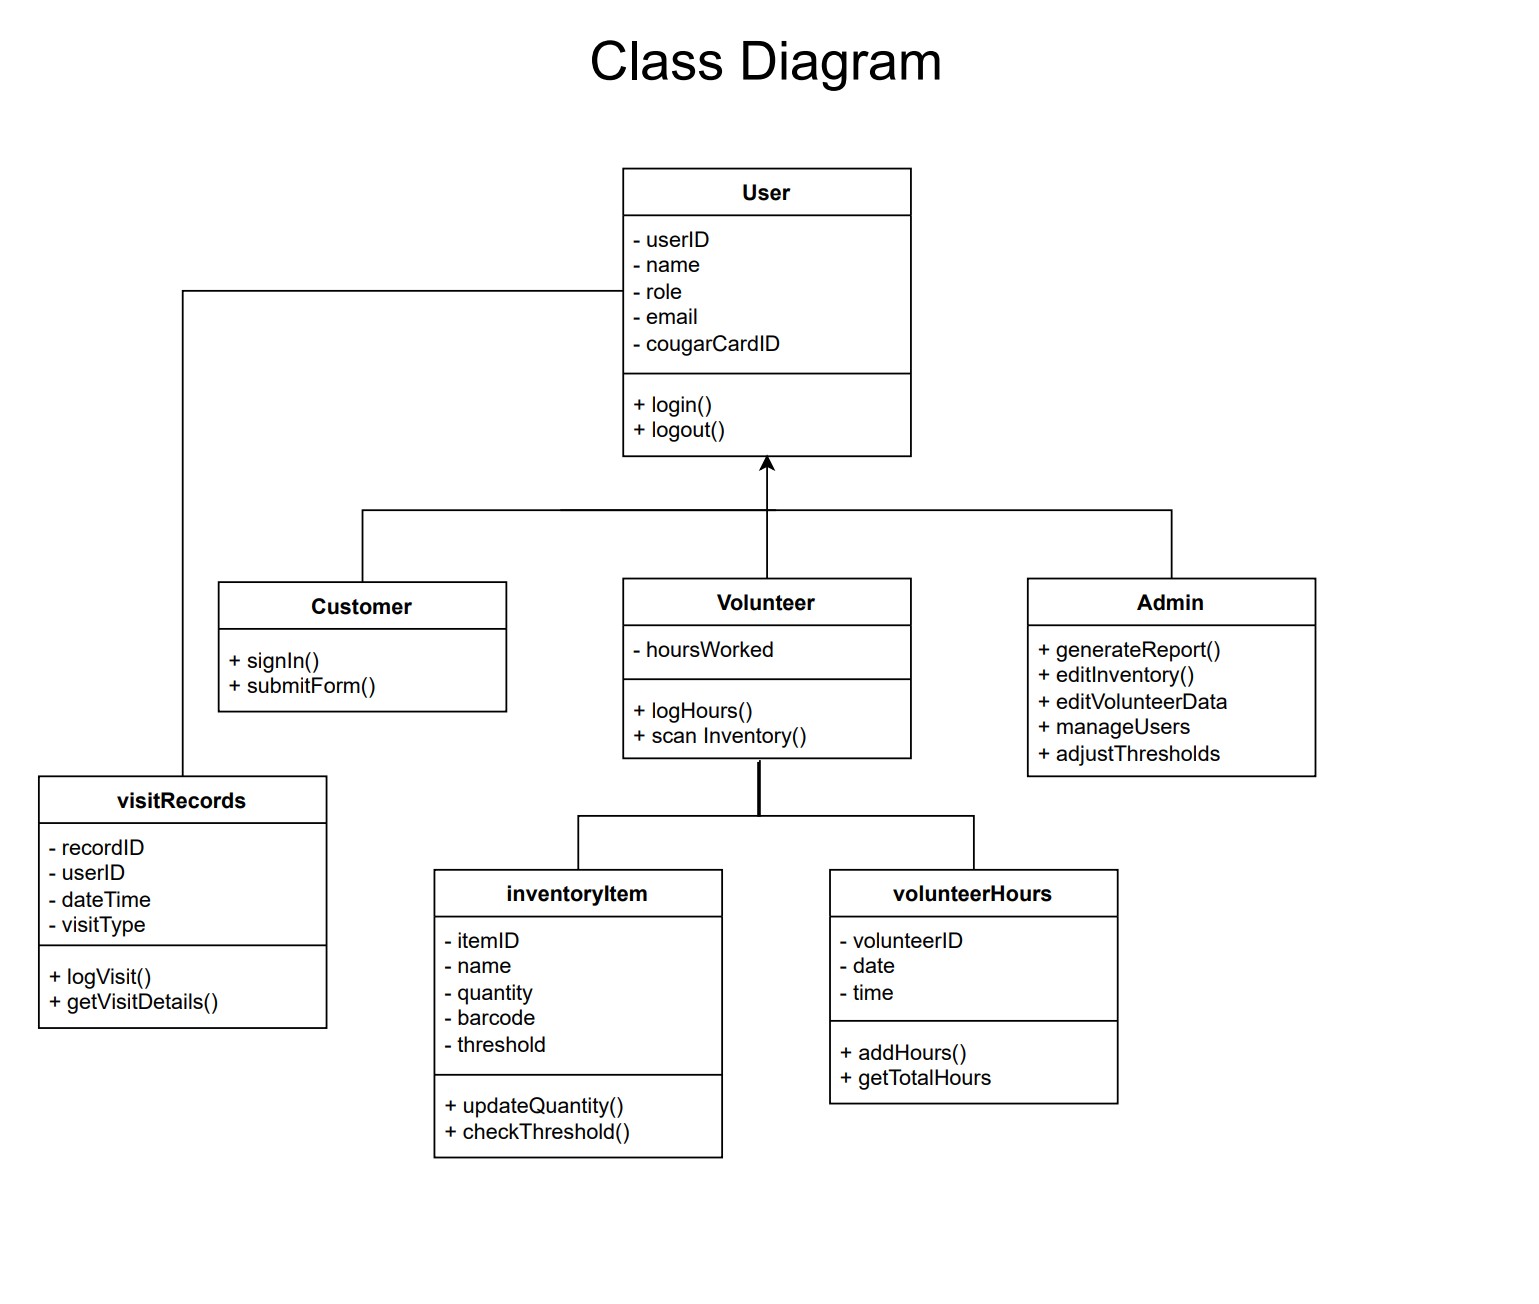 Class Diagram
User
- userID
- name
- role
- email
- cougarCardID
+ login()
+ logout()
Customer
+ signIn()
+ submitForm()
Volunteer
- hoursWorked
+ logHours()
+ scan Inventory()
Admin
+ generateReport()
+ editInventory()
+ editVolunteerData
+ manageUsers
+ adjustThresholds
visitRecords
- recordID
- userID
- dateTime
- visitType
+ logVisit()
+ getVisitDetails()
inventoryItem
- itemID
- name
- quantity
- barcode
- threshold
+ updateQuantity()
+ checkThreshold()
volunteerHours
- volunteerID
- date
- time
+ addHours()
+ getTotalHours